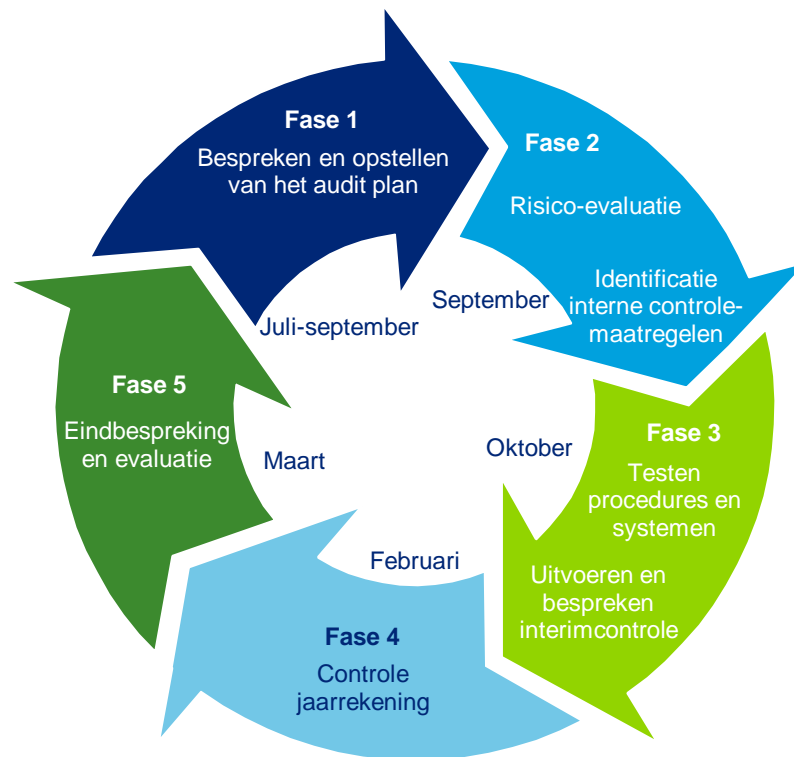 Fase 1
Bespreken en opstellen
van het audit plan
Juli-september
Fase 2
Risico-evaluatie
Identificatie
interne controle-
maatregelen
September
Fase 3
Testen
procedures en
systemen
Uitvoeren en
bespreken
interimcontrole
Oktober
Fase 4
Controle
jaarrekening
Februari
Fase 5
Eindbespreking
en evaluatie
Maart